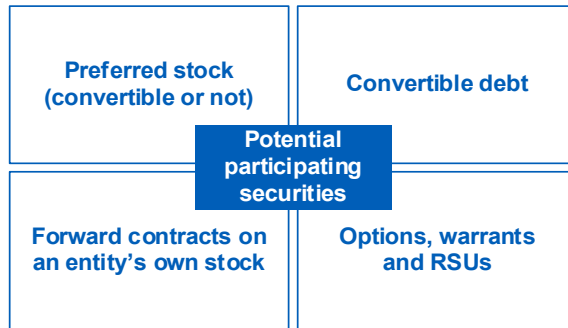 Preferred stock
(convertible or not)
Convertible debt
Potential
participating
securities
Forward contracts on
an entity's own stock
Options, warrants
and RSUs